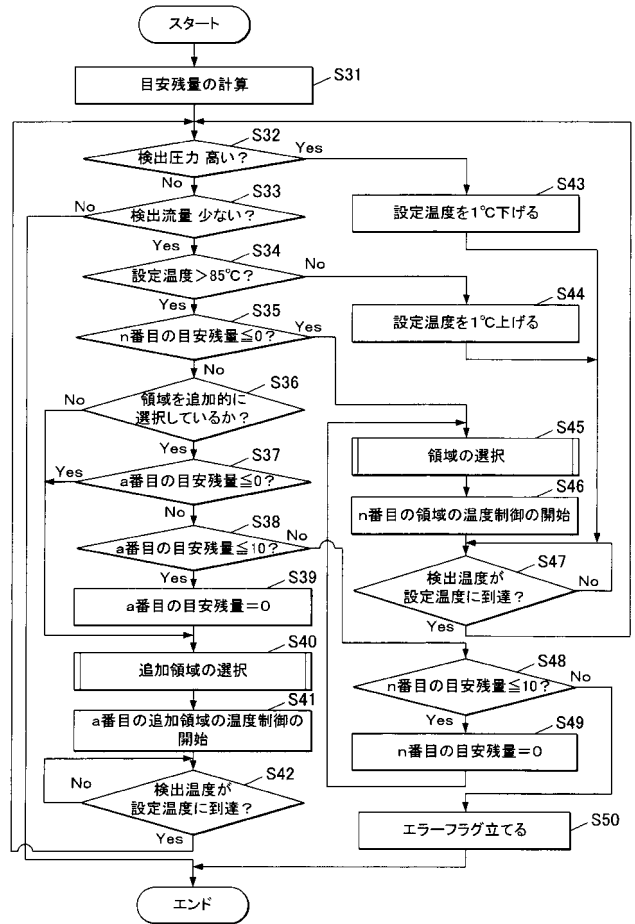 スタート
目安残量の計算
S31
検出圧力 高い?
S32
Yes
No
検出流量 少ない?
S33
No
Yes
設定温度>85℃?
S34
No
Yes
n番目の目安残量≦0?
S35
Yes
No
領域を追加的に
選択しているか?
S36
No
Yes
a番目の目安残量≦0?
S37
Yes
No
a番目の目安残量≦10?
S38
No
Yes
a番目の目安残量=0
S39
追加領域の選択
S40
a番目の追加領域の温度制御の
開始
S41
検出温度が
設定温度に到達?
S42
No
Yes
設定温度を1℃下げる
S43
設定温度を1℃上げる
S44
領域の選択
S45
n番目の領域の温度制御の開始
S46
検出温度が
設定温度に到達?
S47
No
Yes
n番目の目安残量≦10?
S48
No
Yes
n番目の目安残量=0
S49
エラーフラグ立てる
S50
エンド